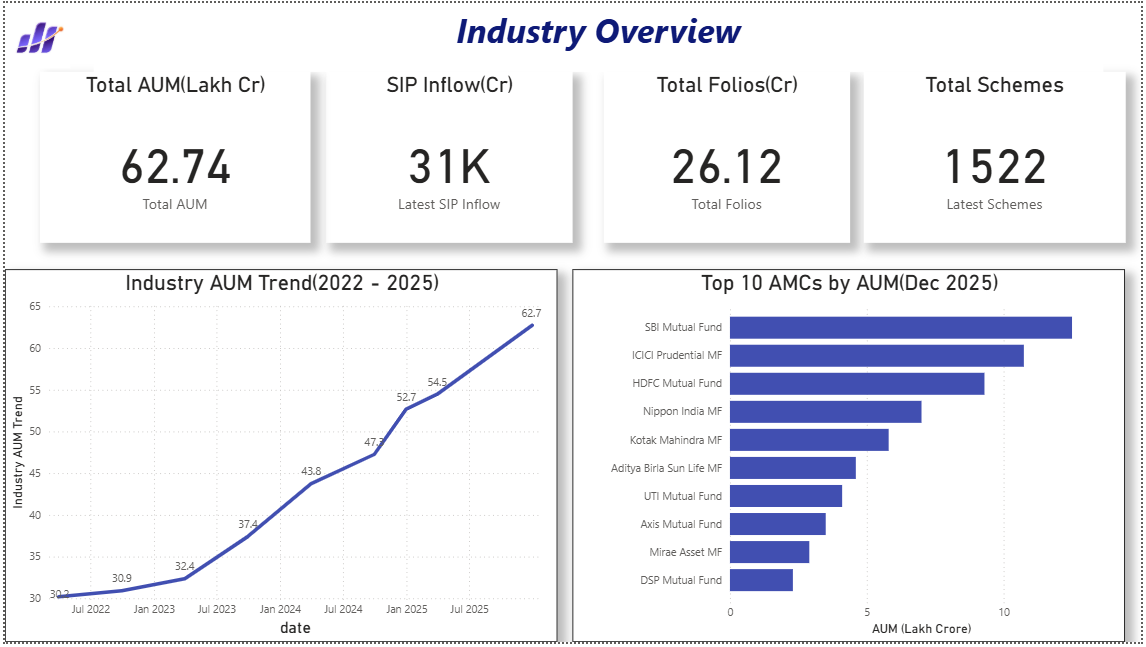 Industry Overview
Total AUM(Lakh Cr)
62.74
Total AUM
SIP Inflow(Cr)
31K
Latest SIP Inflow
Total Folios(Cr)
26.12
Total Folios
Total Schemes
1522
Latest Schemes
Industry AUM Trend(2022 - 2025)
Industry AUM Trend
65
60
55
50
45
40
35
30
30.2
30.9
32.4
37.4
43.8
47.3
52.7
54.5
62.7
Jul 2022
Jan 2023
Jul 2023
Jan 2024
Jul 2024
Jan 2025
Jul 2025
date
Top 10 AMCs by AUM(Dec 2025)
SBI Mutual Fund
ICICI Prudential MF
HDFC Mutual Fund
Nippon India MF
Kotak Mahindra MF
Aditya Birla Sun Life MF
UTI Mutual Fund
Axis Mutual Fund
Mirae Asset MF
DSP Mutual Fund
0
5
10
AUM (Lakh Crore)